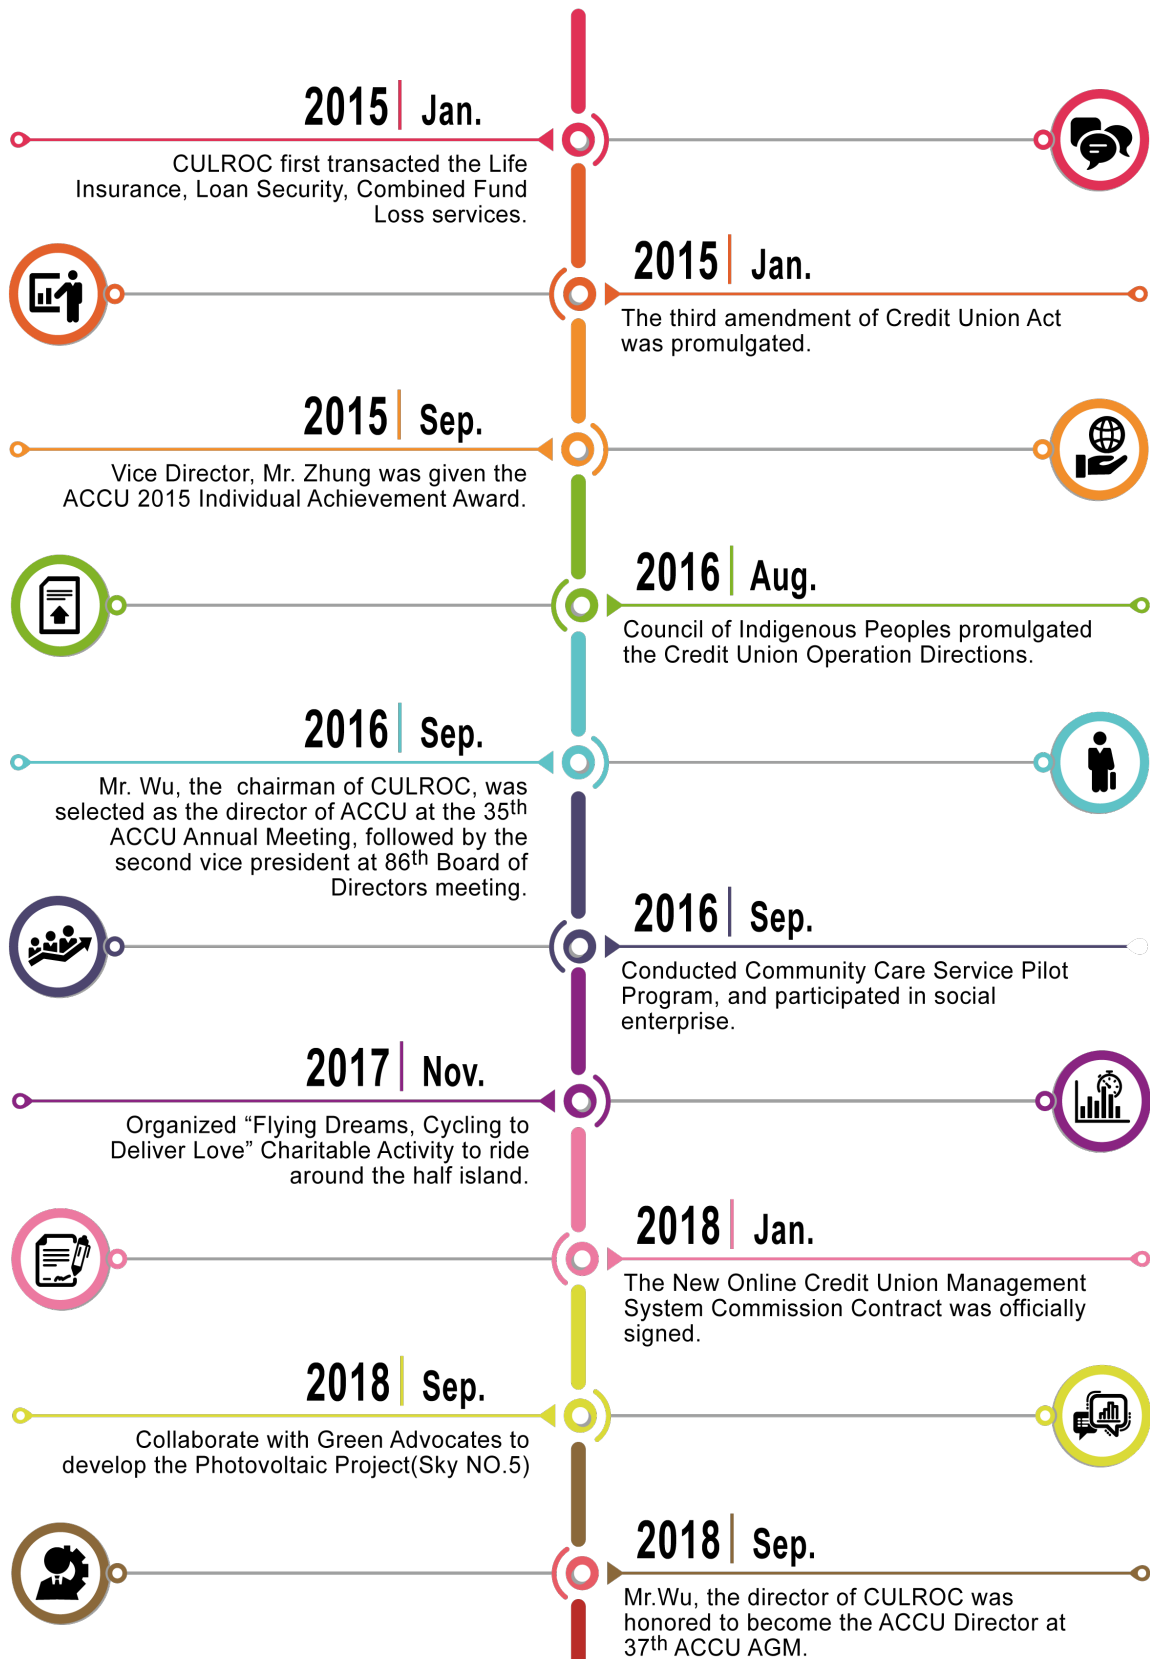 2015 Jan.
CULROC first transacted the Life
Insurance, Loan Security, Combined Fund
Loss services.
2015 Jan.
The third amendment of Credit Union Act
was promulgated.
2015 Sep.
Vice Director, Mr. Zhung was given the
ACCU 2015 Individual Achievement Award.
2016 Aug.
Council of Indigenous Peoples promulgated
the Credit Union Operation Directions.
2016 Sep.
Mr. Wu, the chairman of CULROC, was
selected as the director of ACCU at the 35th
ACCU Annual Meeting, followed by the
second vice president at 86th Board of
Directors meeting.
2016 Sep.
Conducted Community Care Service Pilot
Program, and participated in social
enterprise.
2017 Nov.
Organized “Flying Dreams, Cycling to
Deliver Love” Charitable Activity to ride
around the half island.
2018 Jan.
The New Online Credit Union Management
System Commission Contract was officially
signed.
2018 Sep.
Collaborate with Green Advocates to
develop the Photovoltaic Project(Sky NO.5)
2018 Sep.
Mr.Wu, the director of CULROC was
honored to become the ACCU Director at
37th ACCU AGM.